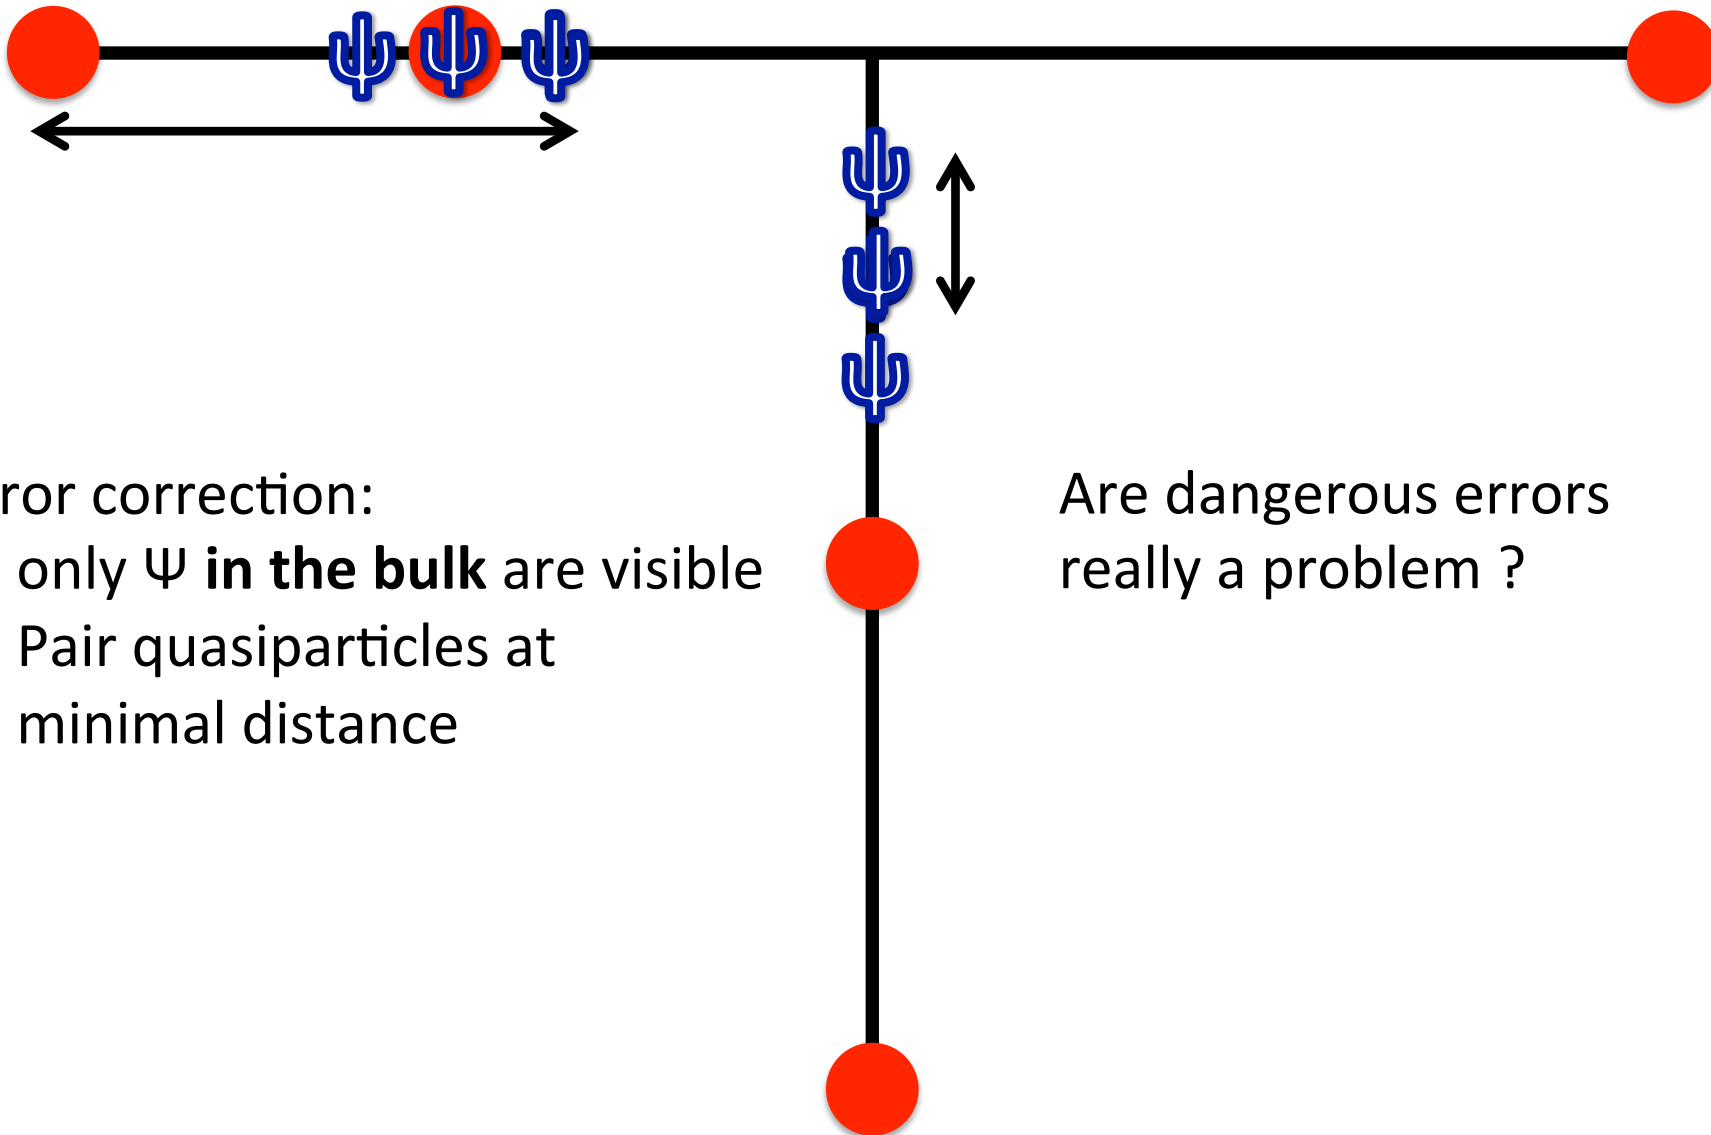 ror correction:
only Ψ in the bulk are visible
Pair quasiparticles at
minimal distance
Are dangerous errors
really a problem ?